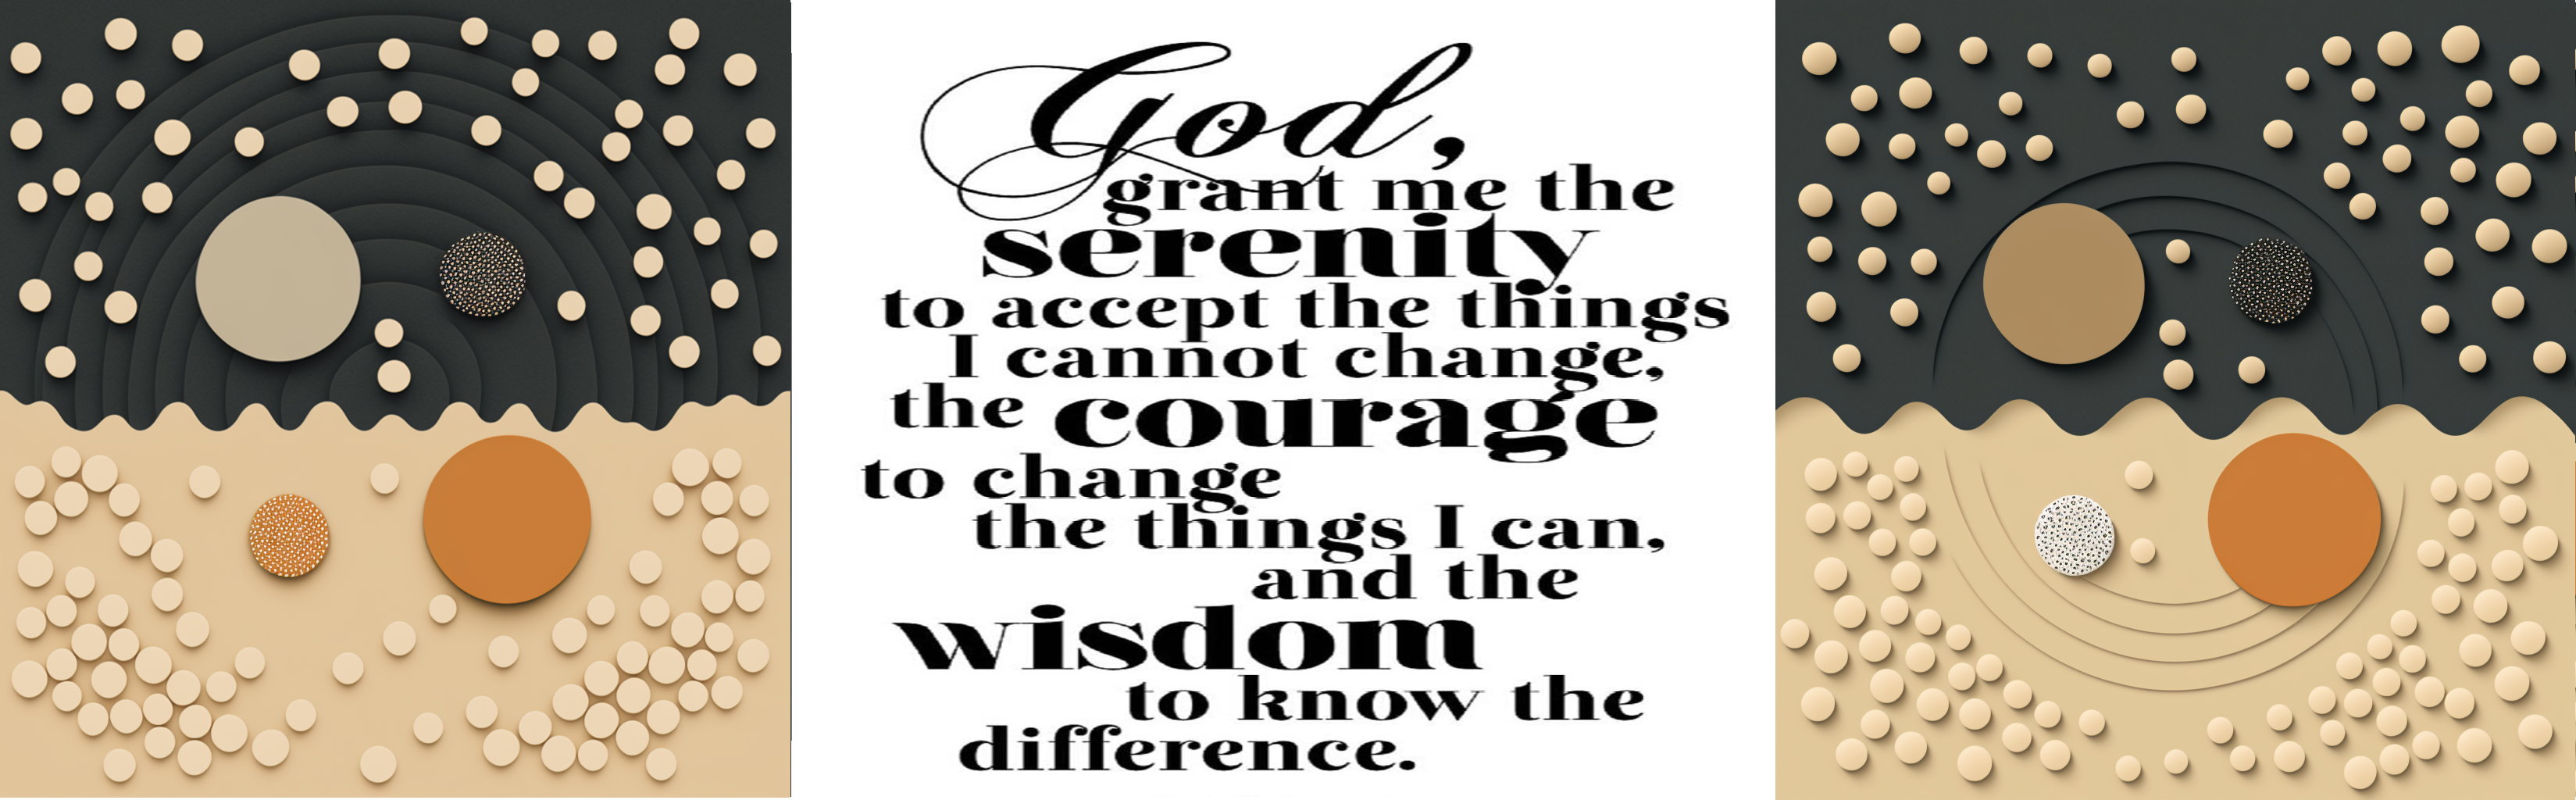 God,
grant me the
serenity
to accept the things
I cannot change,
the courage
to change
the things I can,
and the
wisdom
to know the
difference.